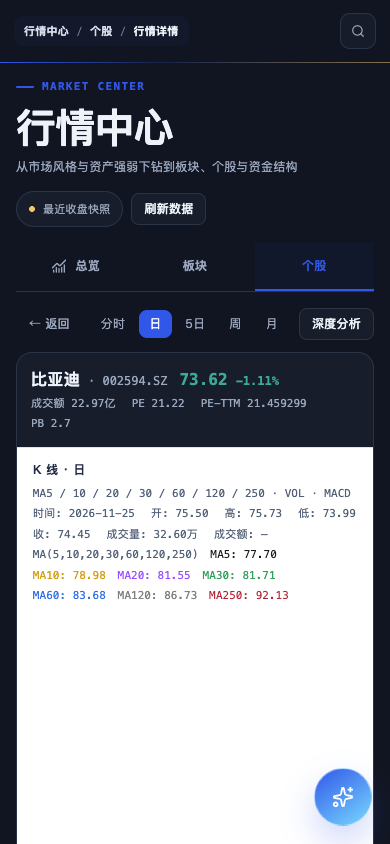 行情中心 / 个股 / 行情详情
MARKET CENTER
行情中心
从市场风格与资产强弱下钻到板块、个股与资金结构
最近收盘快照 刷新数据
总览 板块 个股
← 返回 分时 日 5日 周 月 深度分析
比亚迪 · 002594.SZ 73.62 -1.11%
成交额 22.97亿 PE 21.22 PE-TTM 21.459299
PB 2.7
K 线 · 日
MA5 / 10 / 20 / 30 / 60 / 120 / 250 · VOL · MACD
时间: 2026-11-25 开: 75.50 高: 75.73 低: 73.99
收: 74.45 成交量: 32.60万 成交额: —
MA(5,10,20,30,60,120,250) MA5: 77.70
MA10: 78.98 MA20: 81.55 MA30: 81.71
MA60: 83.68 MA120: 86.73 MA250: 92.13